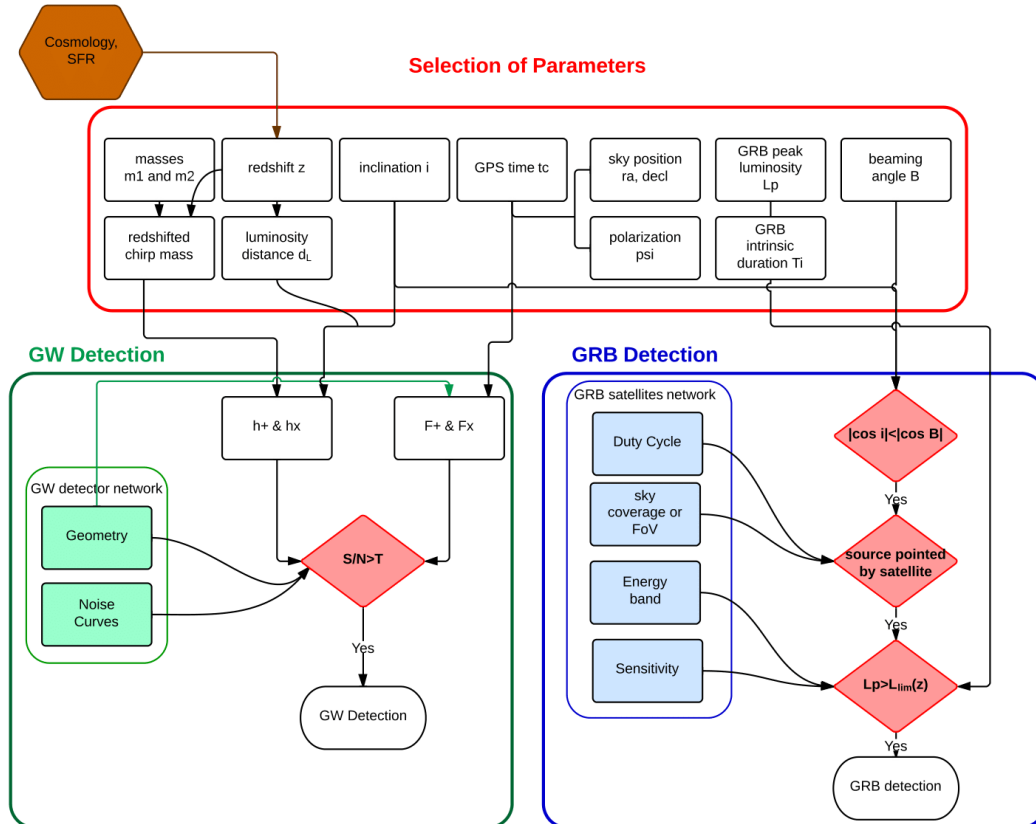 Cosmology,
SFR
Selection of Parameters
masses
m1 and m2
redshift z
inclination i
GPS time tc
sky position
ra, decl
GRB peak
luminosity
Lp
beaming
angle B
redshifted
chirp mass
luminosity
distance dL
polarization
psi
GRB
intrinsic
duration Ti
GW Detection
h+ & hx
F+ & Fx
GW detector network
Geometry
Noise
Curves
S/N>T
Yes
GW Detection
GRB Detection
GRB satellites network
Duty Cycle
sky
coverage or
FoV
Energy
band
Sensitivity
|cos i|<|cos B|
Yes
source pointed
by satellite
Yes
Lp>Llim(z)
Yes
GRB detection